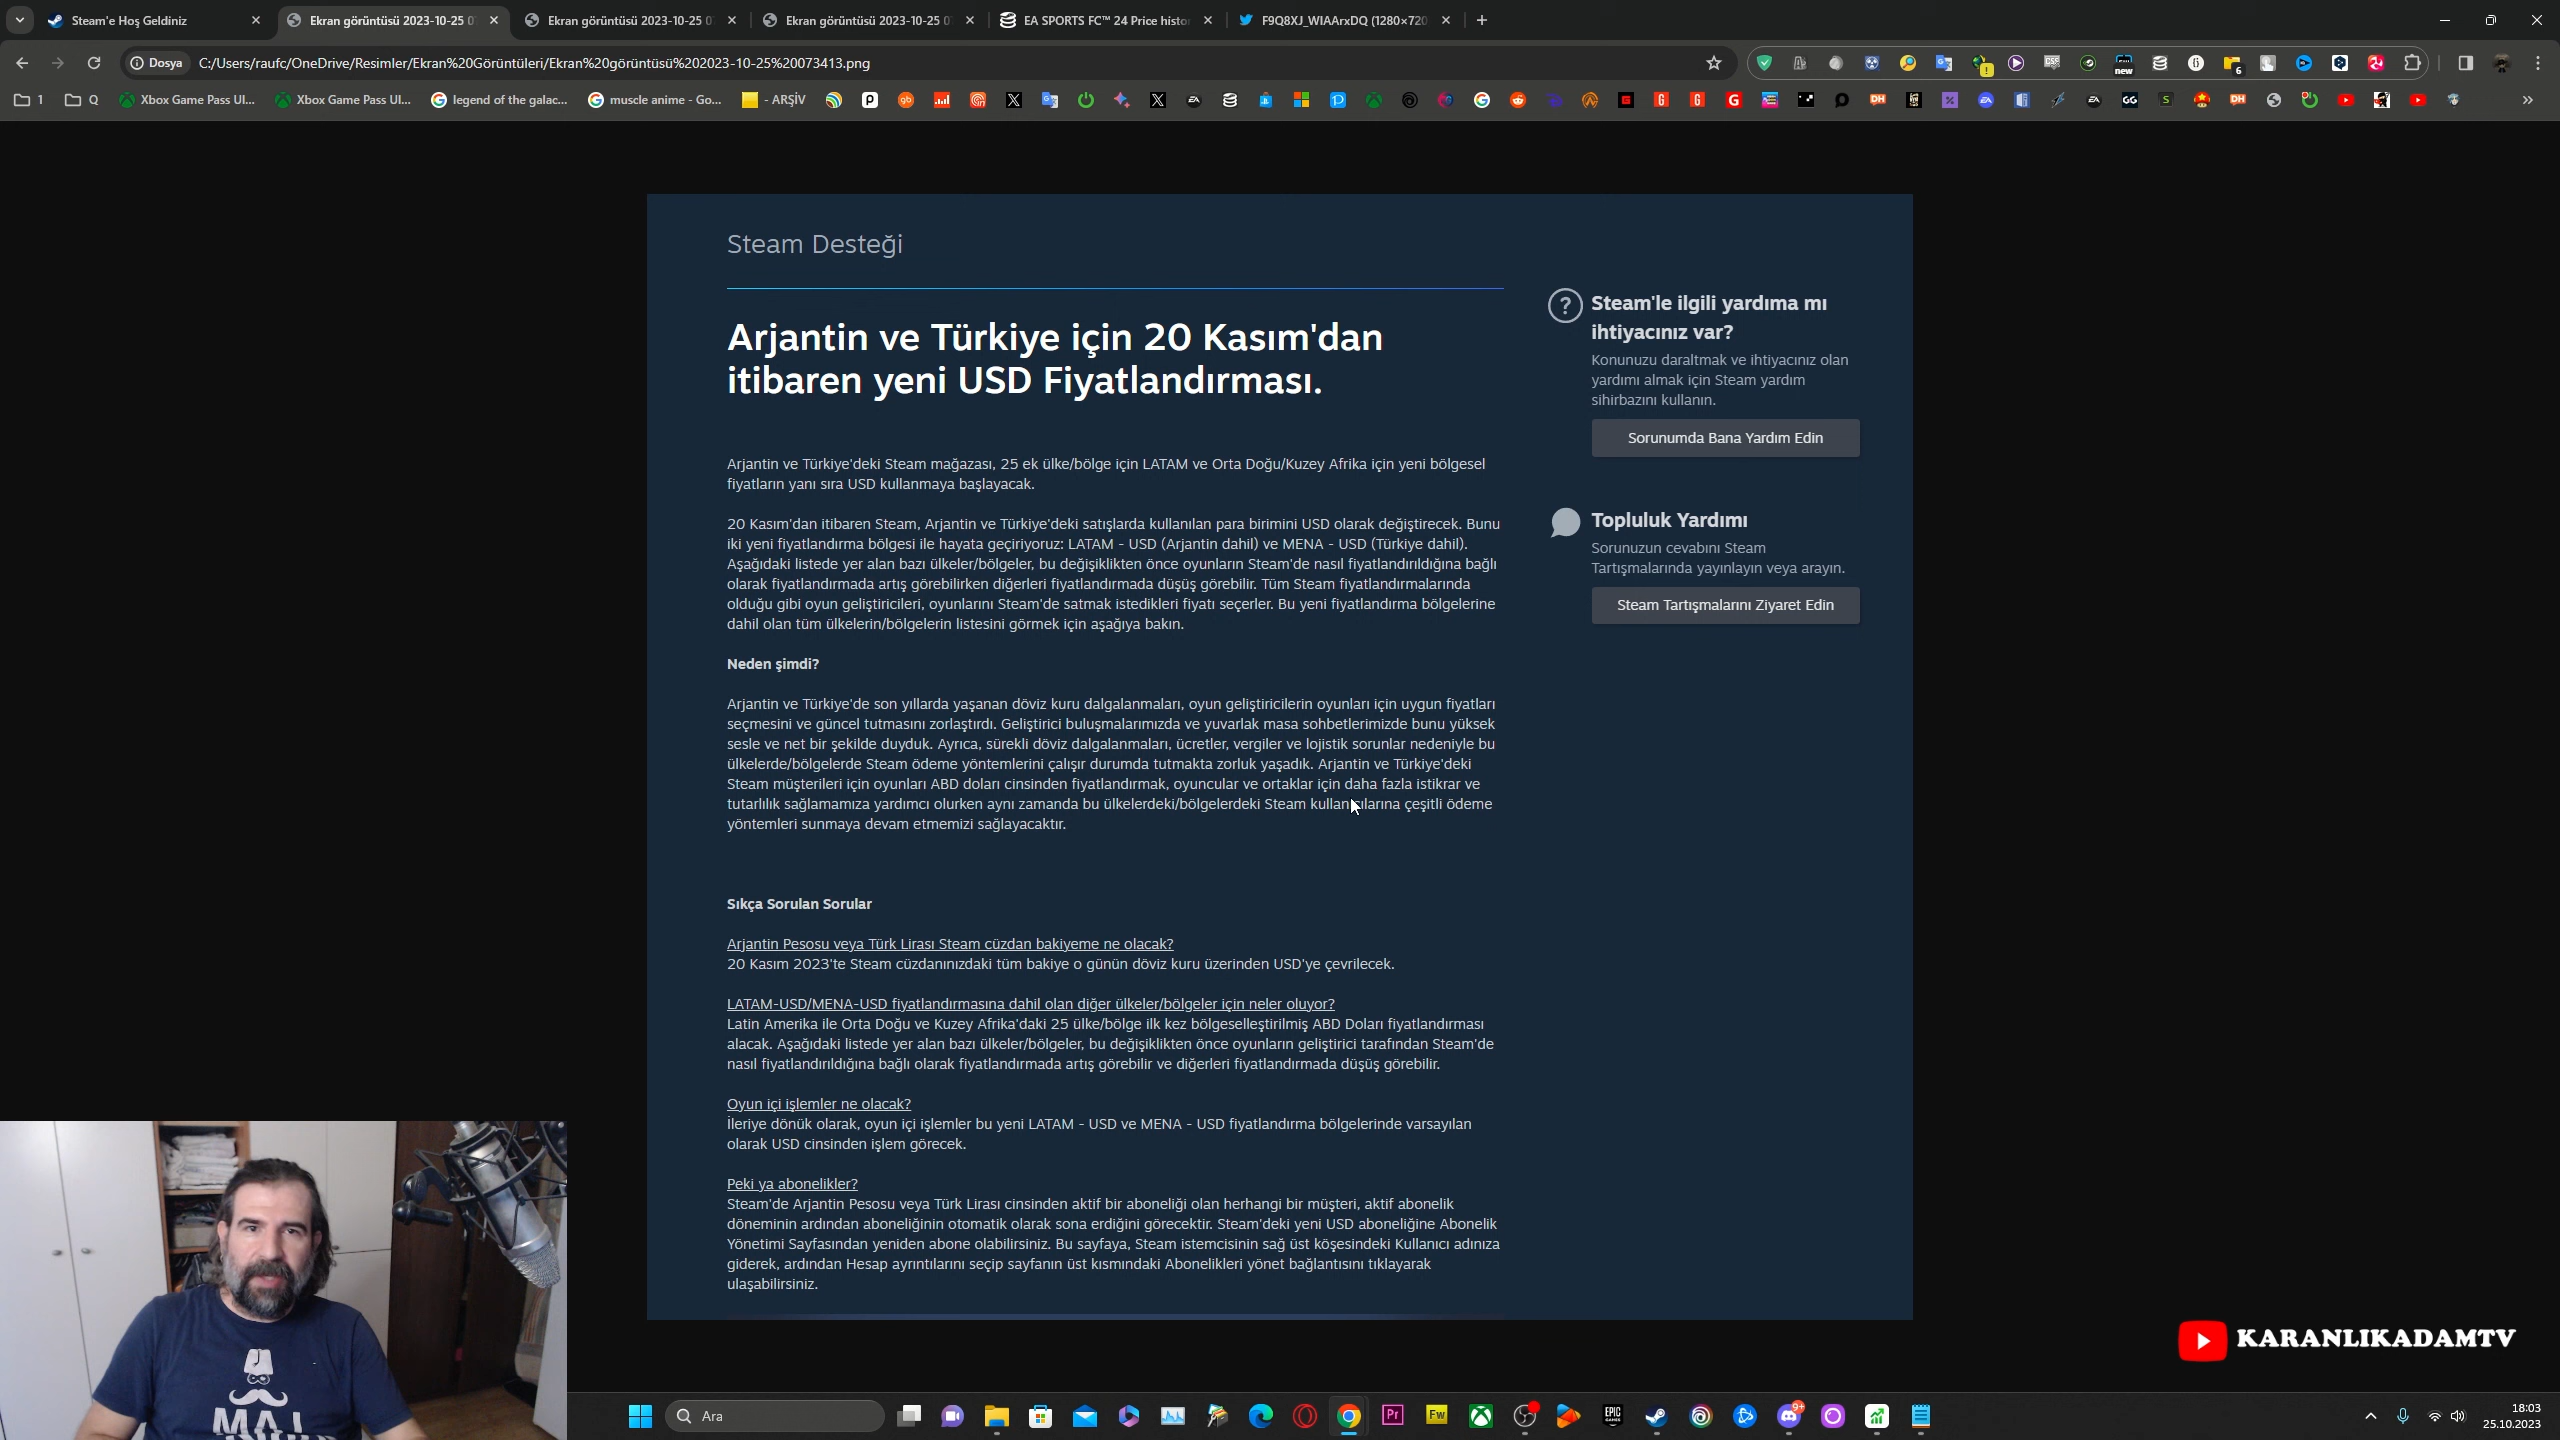 Steam'e Hoş Geldiniz
Ekran görüntüsü 2023-10-25 0
Ekran görüntüsü 2023-10-25 0
Ekran görüntüsü 2023-10-25 0
EA SPORTS FC™ 24 Price histo
F9Q8XJ_WIAArxDQ (1280×720
Dosya
C:/Users/raufc/OneDrive/Resimler/Ekran%20Görüntüleri/Ekran%20görüntüsü%202023-10-25%20073413.png
1
Q
Xbox Game Pass Ul...
Xbox Game Pass Ul...
legend of the galac...
muscle anime - Go...
- ARŞİV
Steam Desteği
Arjantin ve Türkiye için 20 Kasım'dan
itibaren yeni USD Fiyatlandırması.
Arjantin ve Türkiye'deki Steam mağazası, 25 ek ülke/bölge için LATAM ve Orta Doğu/Kuzey Afrika için yeni bölgesel
fiyatların yanı sıra USD kullanmaya başlayacak.
20 Kasım'dan itibaren Steam, Arjantin ve Türkiye'deki satışlarda kullanılan para birimini USD olarak değiştirecek. Bunu
iki yeni fiyatlandırma bölgesi ile hayata geçiriyoruz: LATAM - USD (Arjantin dahil) ve MENA - USD (Türkiye dahil).
Aşağıdaki listede yer alan bazı ülkeler/bölgeler, bu değişiklikten önce oyunların Steam'de nasıl fiyatlandırıldığına bağlı
olarak fiyatlandırmada artış görebilirken diğerleri fiyatlandırmada düşüş görebilir. Tüm Steam fiyatlandırmalarında
olduğu gibi oyun geliştiricileri, oyunlarını Steam'de satmak istedikleri fiyatı seçerler. Bu yeni fiyatlandırma bölgelerine
dahil olan tüm ülkelerin/bölgelerin listesini görmek için aşağıya bakın.
Neden şimdi?
Arjantin ve Türkiye'de son yıllarda yaşanan döviz kuru dalgalanmaları, oyun geliştiricilerin oyunları için uygun fiyatları
seçmesini ve güncel tutmasını zorlaştırdı. Geliştirici buluşmalarımızda ve yuvarlak masa sohbetlerimizde bunu yüksek
sesle ve net bir şekilde duyduk. Ayrıca, sürekli döviz dalgalanmaları, ücretler, vergiler ve lojistik sorunlar nedeniyle bu
ülkelerde/bölgelerde Steam ödeme yöntemlerini çalışır durumda tutmakta zorluk yaşadık. Arjantin ve Türkiye'deki
Steam müşterileri için oyunları ABD doları cinsinden fiyatlandırmak, oyuncular ve ortaklar için daha fazla istikrar ve
tutarlılık sağlamamıza yardımcı olurken aynı zamanda bu ülkelerdeki/bölgelerdeki Steam kullanıcılarına çeşitli ödeme
yöntemleri sunmaya devam etmemizi sağlayacaktır.
Sıkça Sorulan Sorular
Arjantin Pesosu veya Türk Lirası Steam cüzdan bakiyeme ne olacak?
20 Kasım 2023'te Steam cüzdanınızdaki tüm bakiye o günün döviz kuru üzerinden USD'ye çevrilecek.
LATAM-USD/MENA-USD fiyatlandırmasına dahil olan diğer ülkeler/bölgeler için neler oluyor?
Latin Amerika ile Orta Doğu ve Kuzey Afrika'daki 25 ülke/bölge ilk kez bölgeselleştirilmiş ABD Doları fiyatlandırması
alacak. Aşağıdaki listede yer alan bazı ülkeler/bölgeler, bu değişiklikten önce oyunların geliştirici tarafından Steam'de
nasıl fiyatlandırıldığına bağlı olarak fiyatlandırmada artış görebilir ve diğerleri fiyatlandırmada düşüş görebilir.
Oyun içi işlemler ne olacak?
İleriye dönük olarak, oyun içi işlemler bu yeni LATAM - USD ve MENA - USD fiyatlandırma bölgelerinde varsayılan
olarak USD cinsinden işlem görecek.
Peki ya abonelikler?
Steam'de Arjantin Pesosu veya Türk Lirası cinsinden aktif bir aboneliği olan herhangi bir müşteri, aktif abonelik
döneminin ardından aboneliğinin otomatik olarak sona erdiğini görecektir. Steam'deki yeni USD aboneliğine Abonelik
Yönetimi Sayfasından yeniden abone olabilirsiniz. Bu sayfaya, Steam istemcisinin sağ üst köşesindeki Kullanıcı adınıza
giderek, ardından Hesap ayrıntılarını seçip sayfanın üst kısmındaki Abonelikleri yönet bağlantısını tıklayarak
ulaşabilirsiniz.
Steam'le ilgili yardıma mı
ihtiyacınız var?
Konunuzu daraltmak ve ihtiyacınız olan
yardımı almak için Steam yardım
sihirbazını kullanın.
Sorunumda Bana Yardım Edin
Topluluk Yardımı
Sorunuzun cevabını Steam
Tartışmalarında yayınlayın veya arayın.
Steam Tartışmalarını Ziyaret Edin
KARANLIKADAMTV
Ara
18:03
25.10.2023